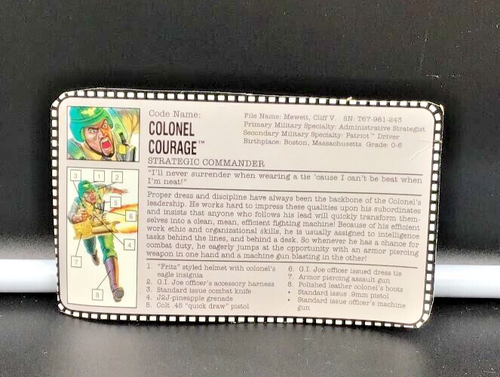 Code Name:
COLONEL
COURAGE™
STRATEGIC COMMANDER
File Name: Mewett, Cliff V. SN: 767-961-243
Primary Military Specialty: Administrative Strategist
Secondary Military Specialty: Patriot™ Driver
Birthplace: Boston, Massachusetts Grade: O-6
"I'll never surrender when wearing a tie 'cause I can't be beat when
I'm neat!"
Proper dress and discipline have always been the backbone of the Colonel's
leadership. He works hard to impress these qualities upon his subordinates
and insists that anyone who follows his lead will quickly transform them-
selves into a clean, mean, efficient fighting machine! Because of his efficient
work ethic and organizational skills, he is usually assigned to intelligence
tasks behind the lines, and behind a desk. So whenever he has a chance for
combat duty, he eagerly jumps at the opportunity with an armor piercing
weapon in one hand and a machine gun blasting in the other!
1. "Fritz" styled helmet with colonel's
eagle insignia
2. G.I. Joe officer's accessory harness
3. Standard issue combat knife
4. J2J pineapple grenade
5. Colt .45 "quick draw" pistol
6. G.I. Joe officer issued dress tie
7. Armor piercing assault gun
8. Polished leather colonel's boots
• Standard issue .9mm pistol
• Standard issue officer's machine
gun